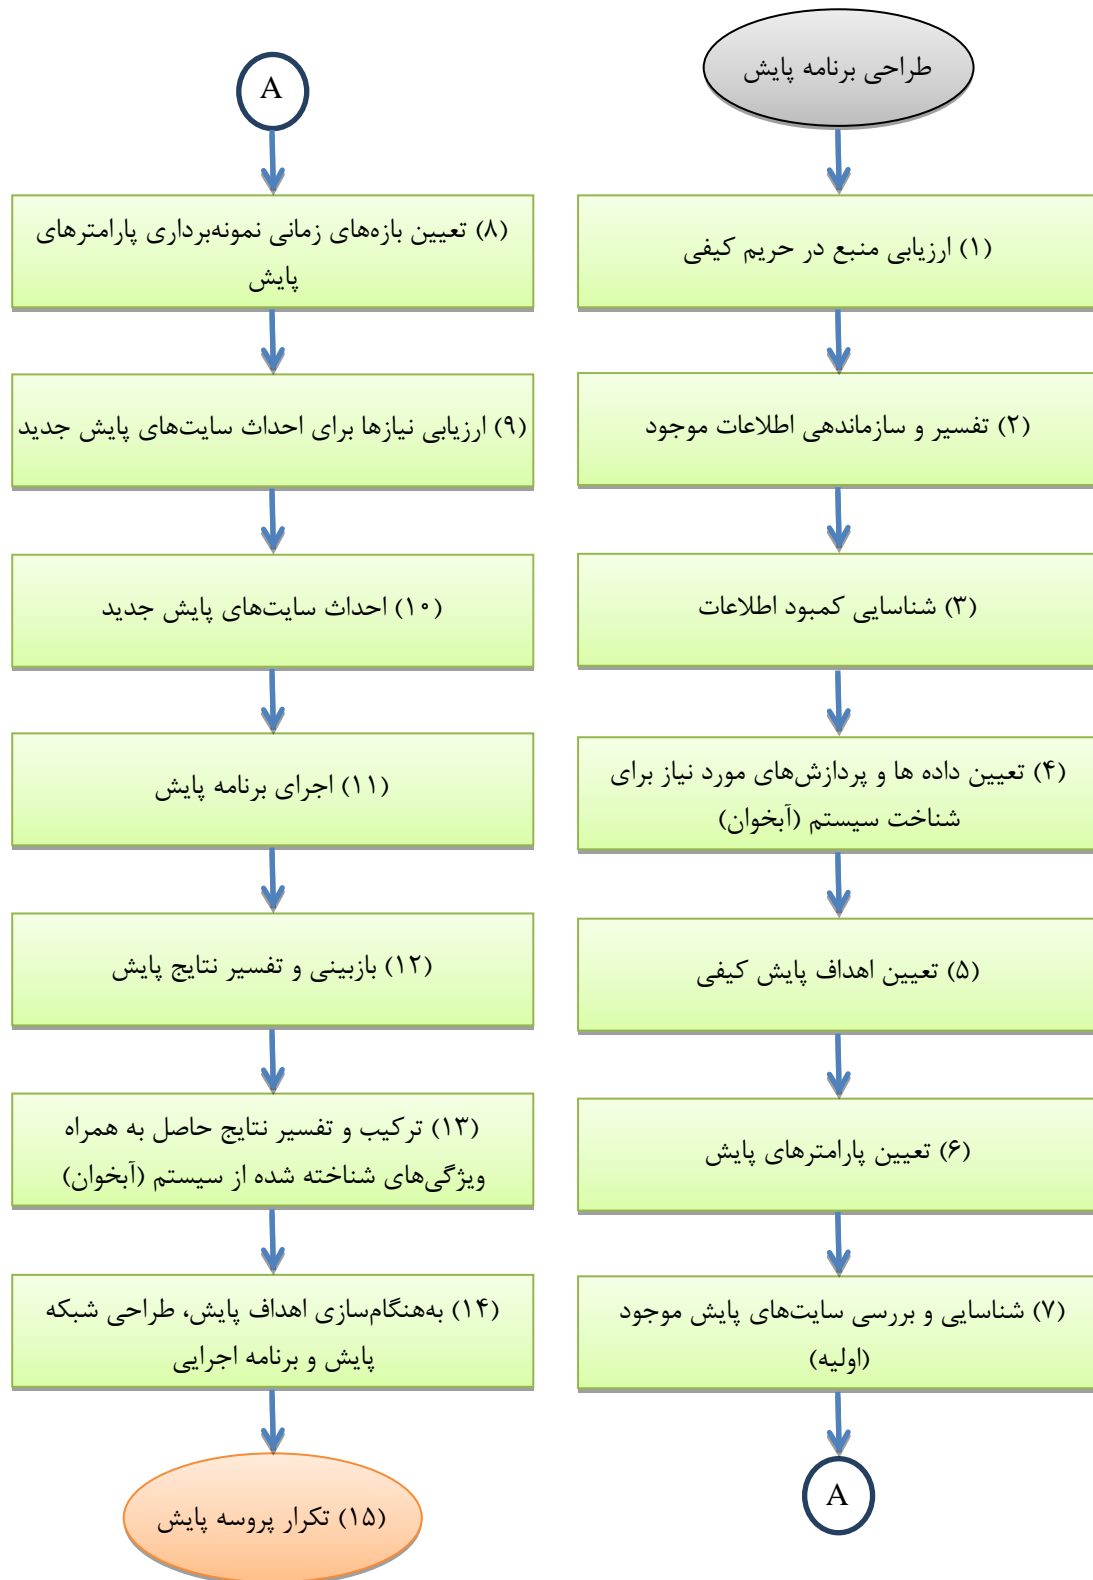 طراحی برنامه پایش
(۱) ارزیابی منبع در حریم کیفی
(۲) تفسیر و سازماندهی اطلاعات موجود
(۳) شناسایی کمبود اطلاعات
(۴) تعیین داده ها و پردازش‌های مورد نیاز برای
شناخت سیستم (آبخوان)
(۵) تعیین اهداف پایش کیفی
(۶) تعیین پارامترهای پایش
(۷) شناسایی و بررسی سایت‌های پایش موجود
(اولیه)
A
A
(۸) تعیین بازه‌های زمانی نمونه‌برداری پارامترهای
پایش
(۹) ارزیابی نیازها برای احداث سایت‌های پایش جدید
(۱۰) احداث سایت‌های پایش جدید
(۱۱) اجرای برنامه پایش
(۱۲) بازبینی و تفسیر نتایج پایش
(۱۳) ترکیب و تفسیر نتایج حاصل به همراه
ویژگی‌های شناخته شده از سیستم (آبخوان)
(۱۴) به‌هنگام‌سازی اهداف پایش، طراحی شبکه
پایش و برنامه اجرایی
(۱۵) تکرار پروسه پایش